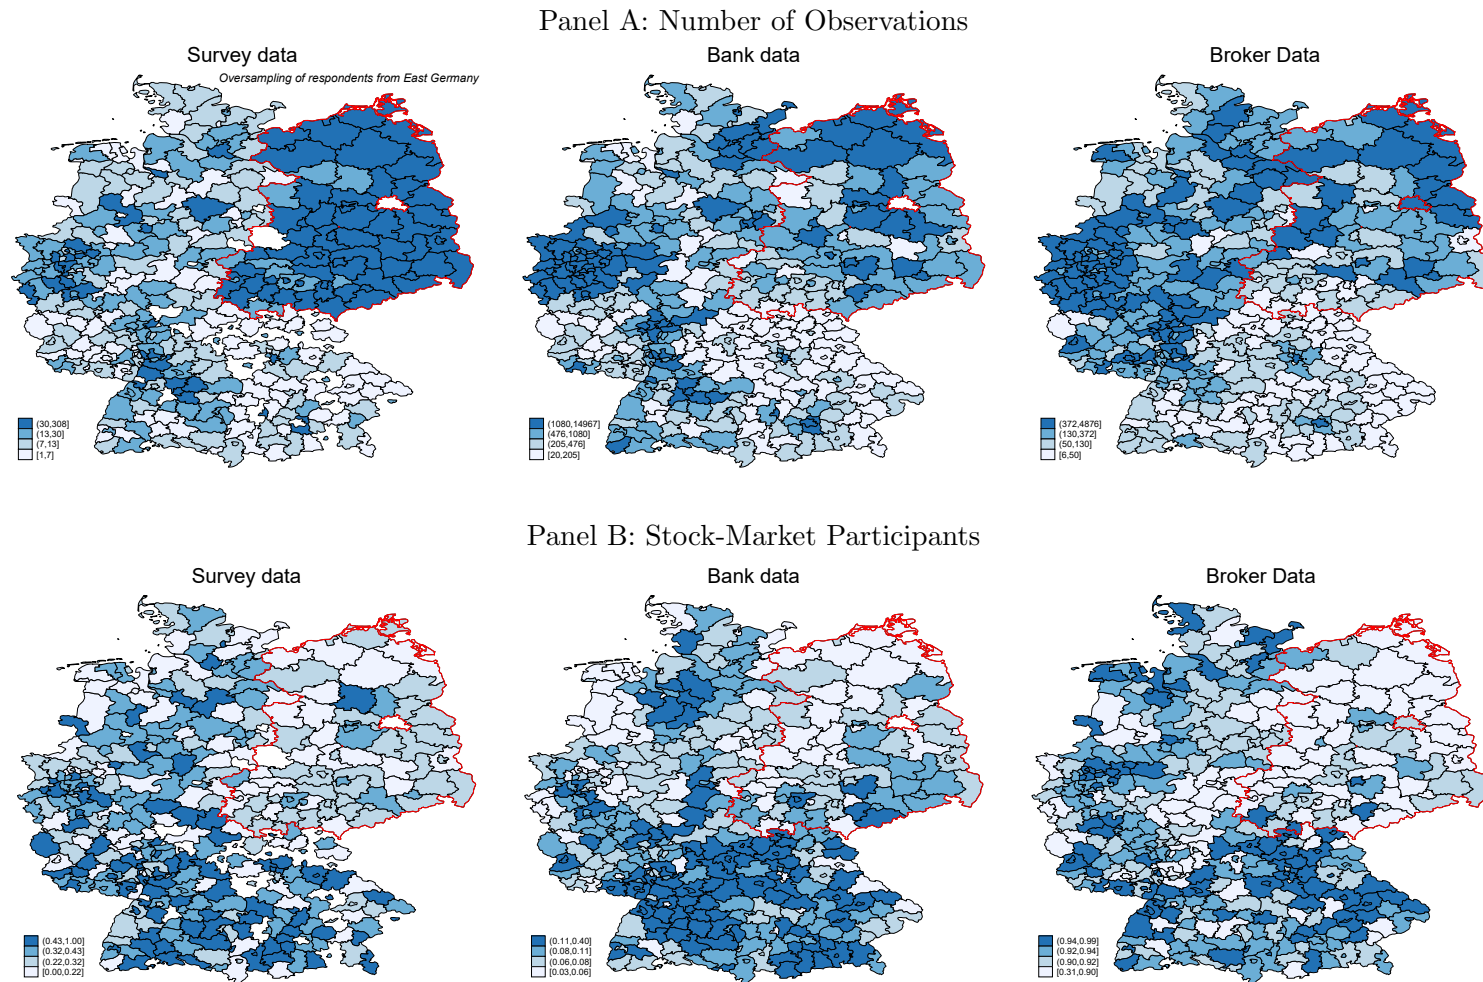 Panel A: Number of Observations
Survey data
Oversampling of respondents from East Germany
(30,308]
(13,30]
(7,13]
[1,7]
Bank data
(1080,14967]
(476,1080]
(205,476]
[20,205]
Broker Data
(372,4876]
(130,372]
(50,130]
[6,50]
Panel B: Stock-Market Participants
Survey data
(0.43,1.00]
(0.32,0.43]
(0.22,0.32]
[0.00,0.22]
Bank data
(0.11,0.40]
(0.08,0.11]
(0.06,0.08]
[0.03,0.06]
Broker Data
(0.94,0.99]
(0.92,0.94]
(0.90,0.92]
[0.31,0.90]